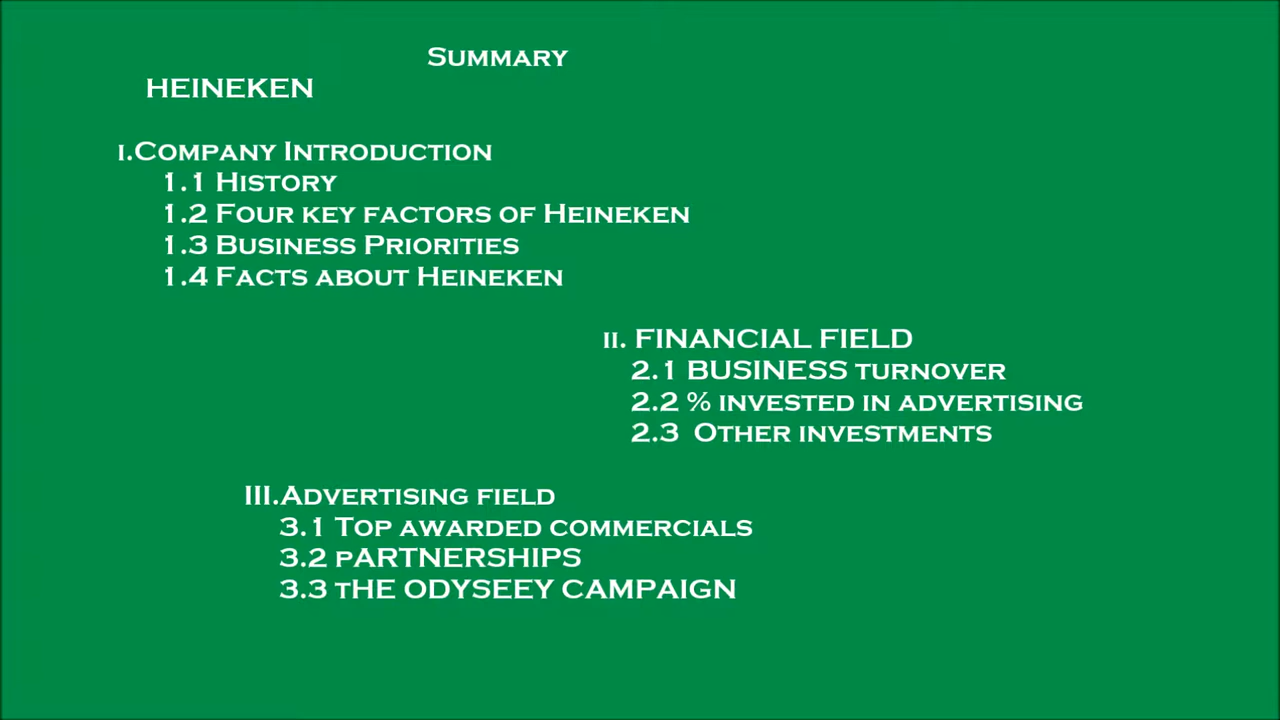 Summary
HEINEKEN
I.Company Introduction
1.1 History
1.2 Four key factors of Heineken
1.3 Business Priorities
1.4 Facts about Heineken
II. FINANCIAL FIELD
2.1 BUSINESS turnover
2.2 % invested in advertising
2.3 Other investments
III.Advertising field
3.1 Top awarded commercials
3.2 pARTNERSHIPS
3.3 tHE ODYSEEY CAMPAIGN